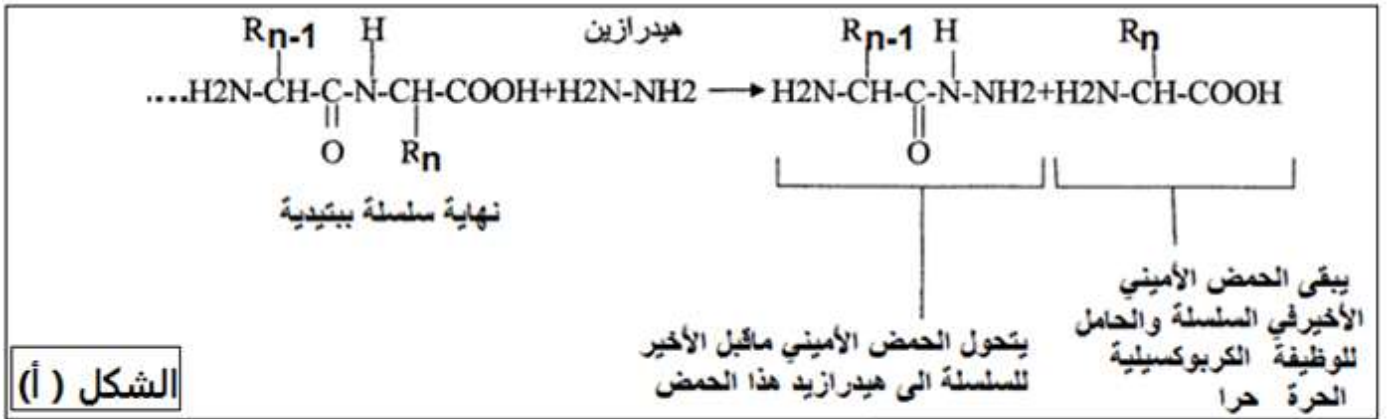 هيدرازين
Rn-1 H Rn-1 H Rn
....H2N-CH-C-N-CH-COOH+H2N-NH2 → H2N-CH-C-N-NH2+H2N-CH-COOH
O Rn O
نهاية سلسلة ببتيدية
يبقى الحمض الأميني
الأخيرفي السلسلة والحامل
للوظيفة الكربوكسيلية
الحرة حرا
يتحول الحمض الأميني ماقبل الأخير
للسلسلة الى هيدرازيد هذا الحمض
الشكل (أ)